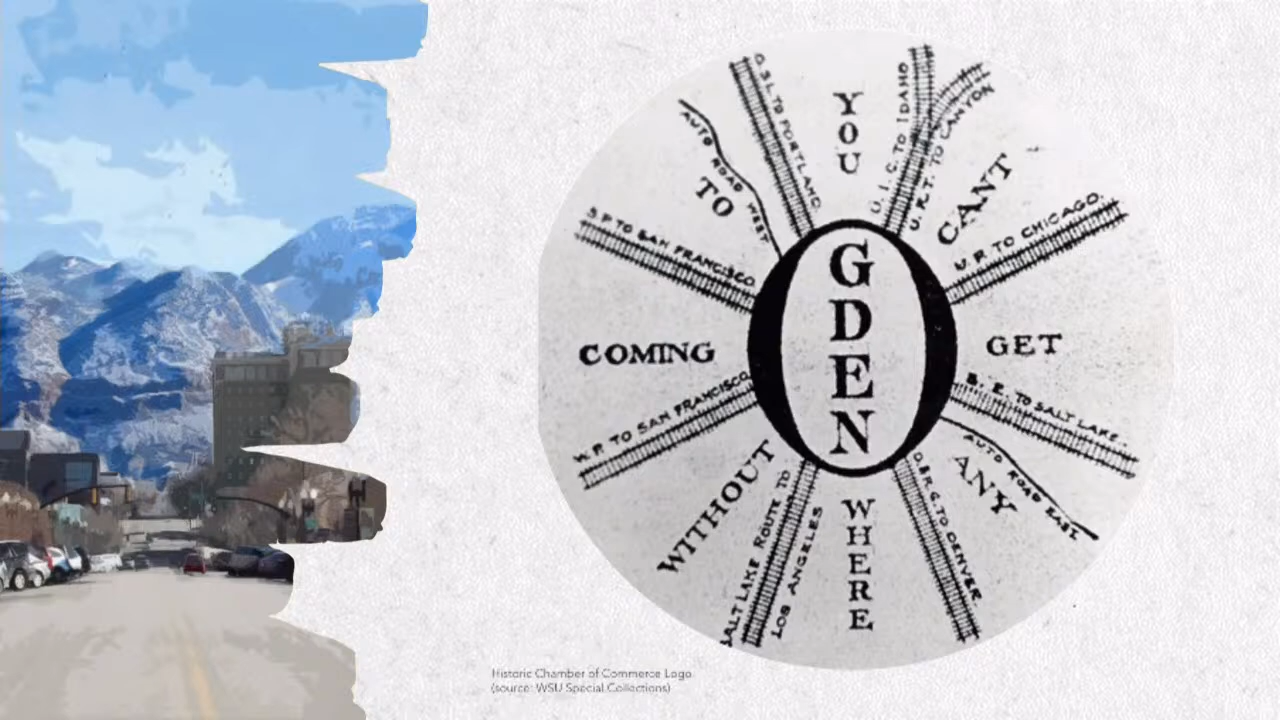 YOU
CANT
GET
ANY
WHERE
WITHOUT
COMING
TO
OGDEN
O.S.L. TO PORTLAND.
U.I.C. TO IDAHO
U.R.T. TO CANYON
U.P. TO CHICAGO.
B. E. TO SALT LAKE.
AUTO ROAD EAST
D.&R.G. TO DENVER
SALT LAKE ROUTE TO
LOS ANGELES
W.P. TO SAN FRANCISCO.
S.P. TO SAN FRANCISCO.
AUTO ROAD WEST
Historic Chamber of Commerce Logo
(source: WSU Special Collections)